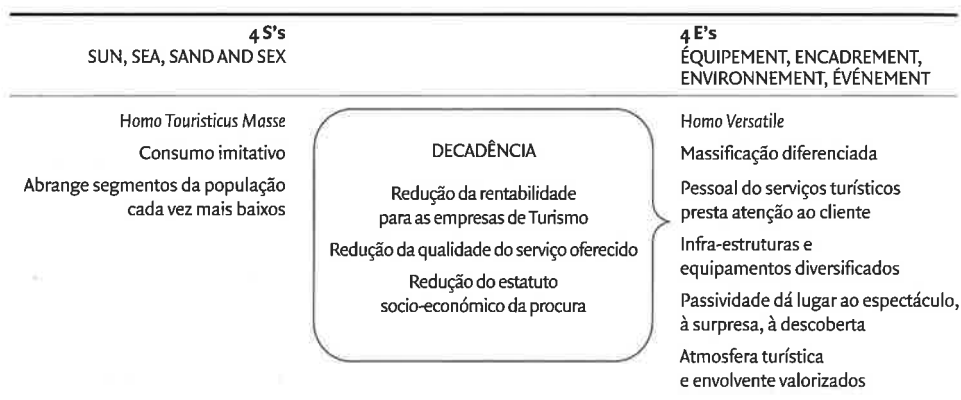 4 S's
SUN, SEA, SAND AND SEX
4 E's
ÉQUIPEMENT, ENCADREMENT,
ENVIRONNEMENT, ÉVÉNEMENT
Homo Touristicus Masse
Consumo imitativo
Abrange segmentos da população
cada vez mais baixos
DECADÊNCIA
Redução da rentabilidade
para as empresas de Turismo
Redução da qualidade do serviço oferecido
Redução do estatuto
socio-económico da procura
Homo Versatile
Massificação diferenciada
Pessoal do serviços turísticos
presta atenção ao cliente
Infra-estruturas e
equipamentos diversificados
Passividade dá lugar ao espectáculo,
à surpresa, à descoberta
Atmosfera turística
e envolvente valorizados